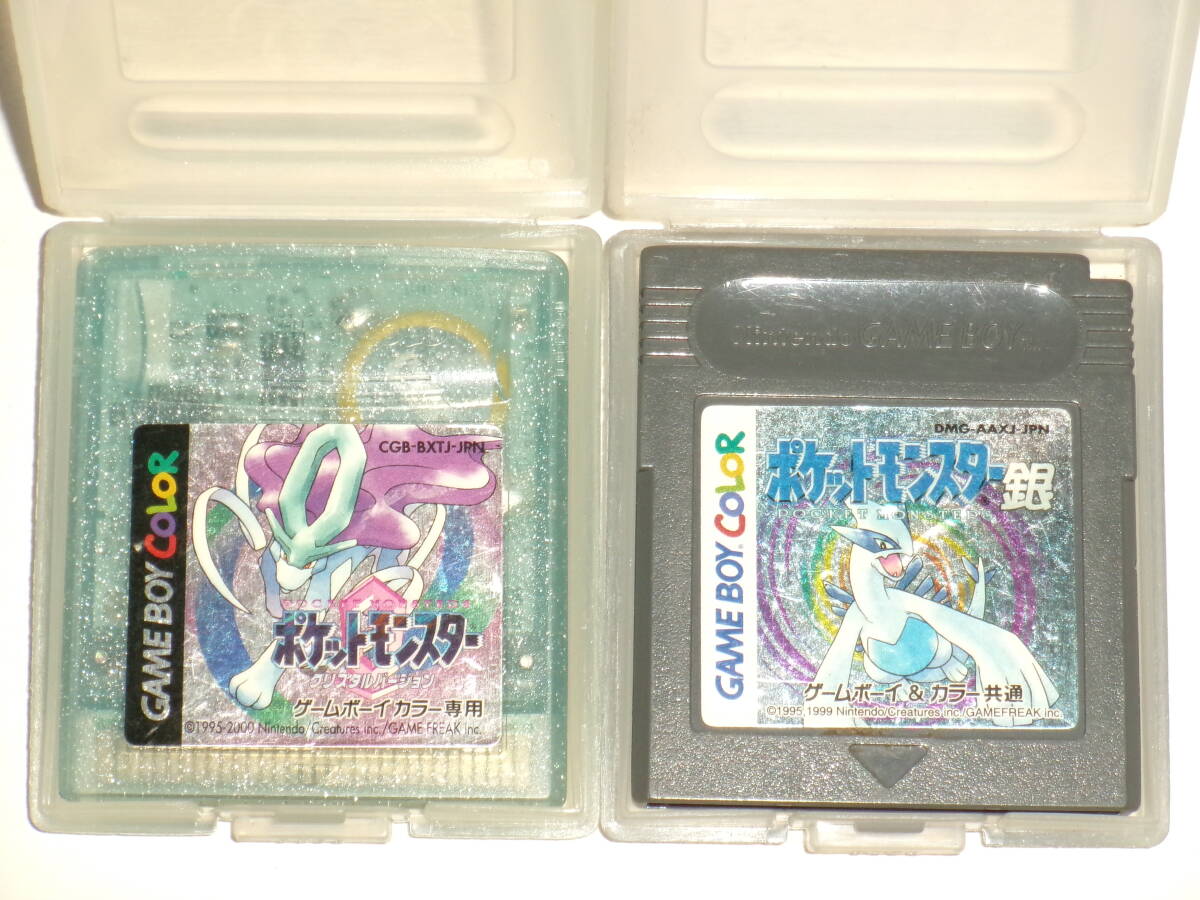 CGB-BXTJ-JPN
GAME BOY COLOR
POCKET MONSTERS
ポケットモンスター
クリスタルバージョン
ゲームボーイカラー専用
©1995-2000 Nintendo/Creatures inc./GAME FREAK inc.
Nintendo GAME BOY
DMG-AAXJ-JPN
GAME BOY COLOR
ポケットモンスター銀
POCKET MONSTERS
ゲームボーイ & カラー共通
©1995,1999 Nintendo/Creatures inc./GAMEFREAK inc.